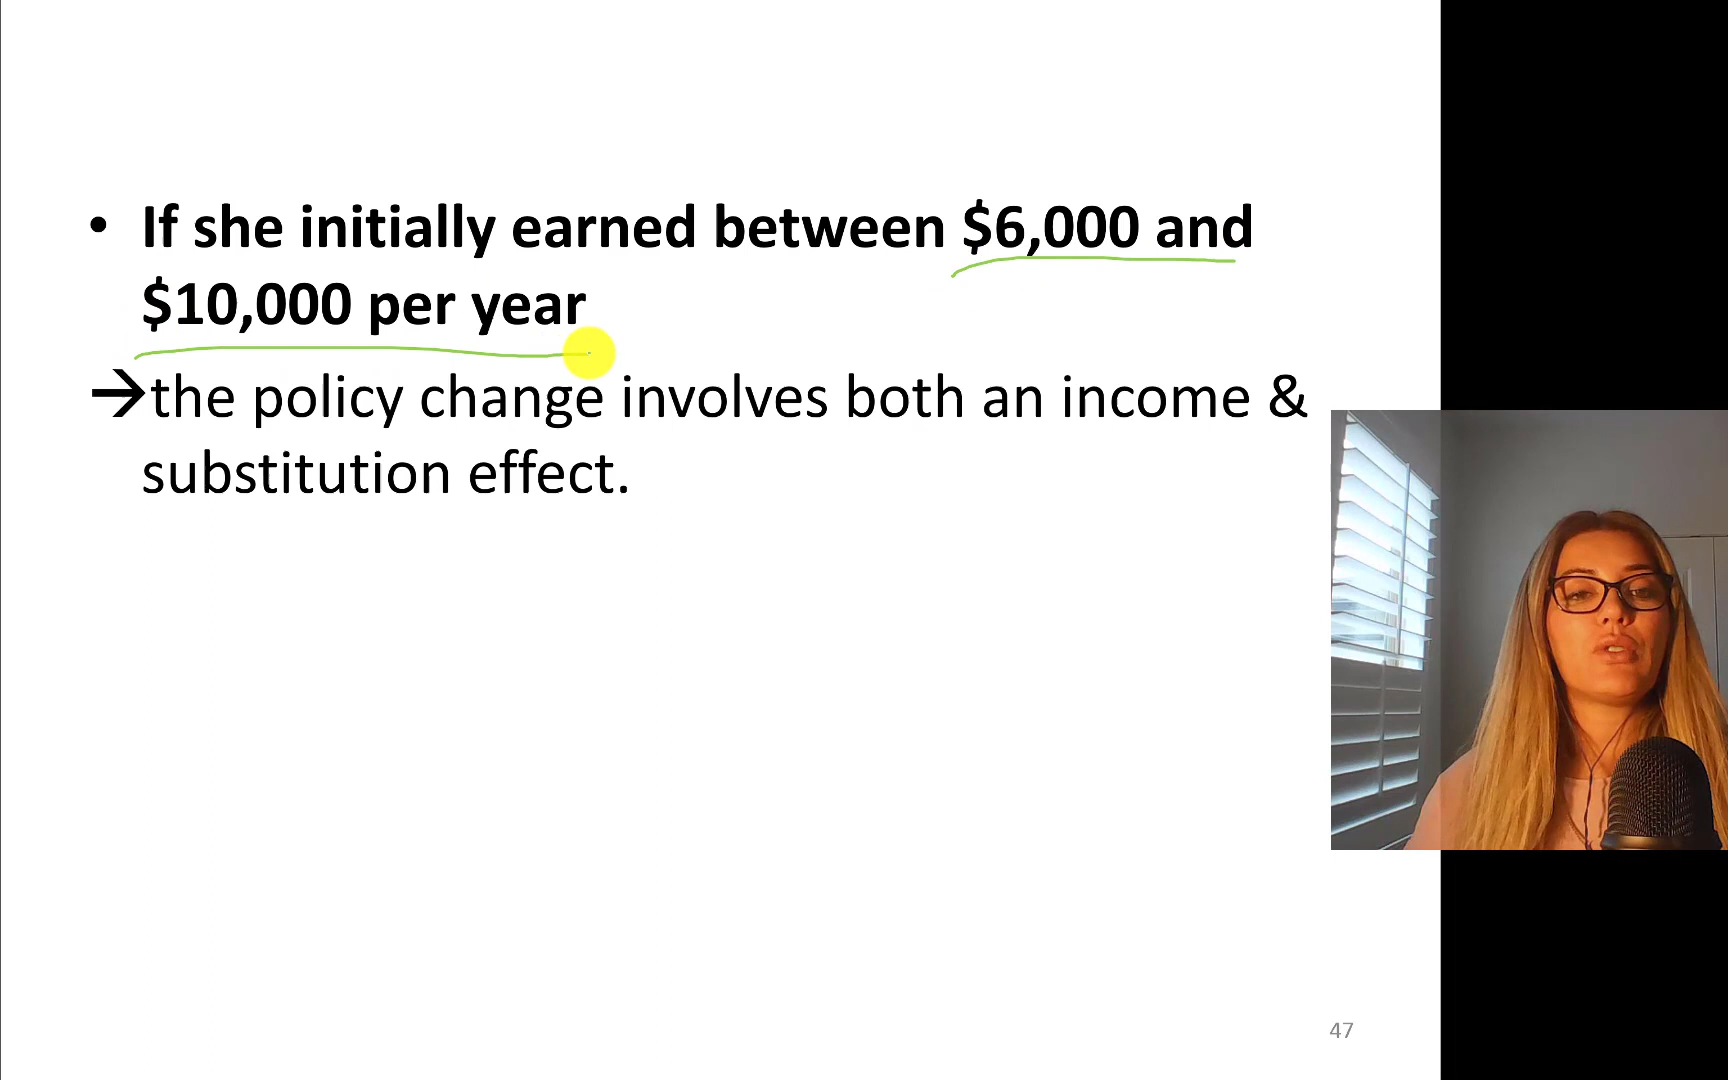 • If she initially earned between $6,000 and
$10,000 per year
→the policy change involves both an income &
substitution effect.
47